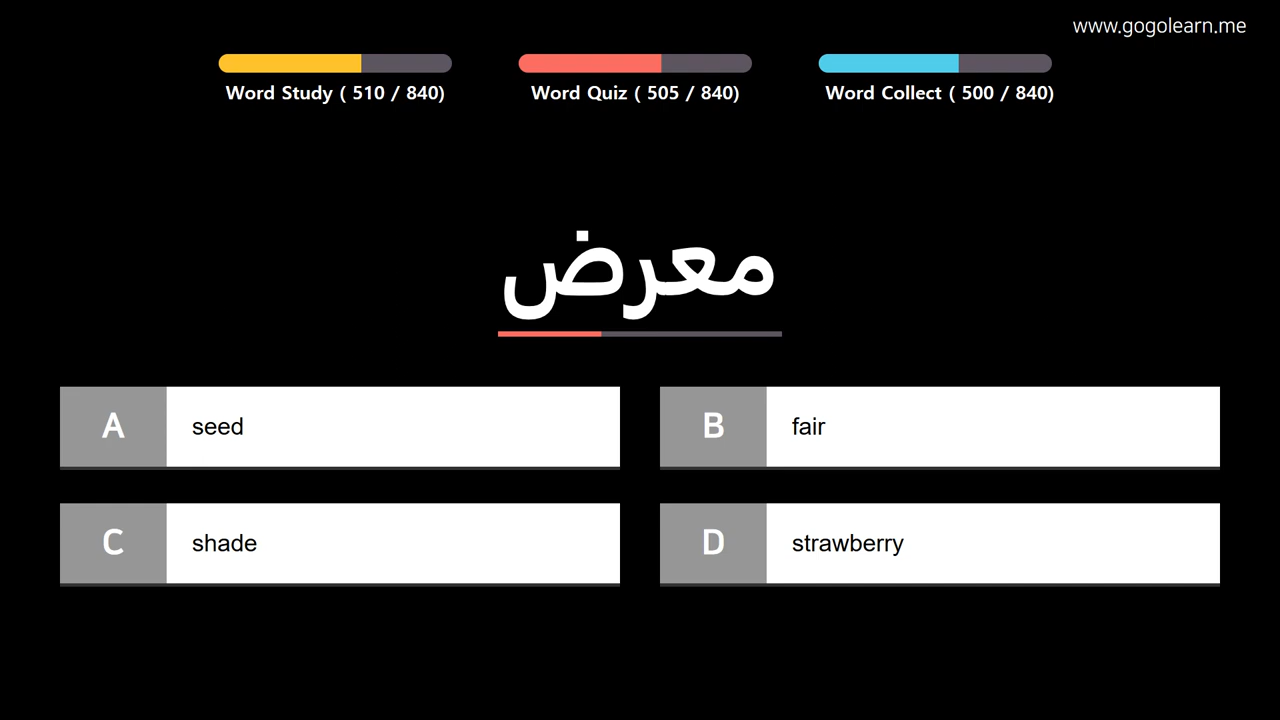 www.gogolearn.me
Word Study ( 510 / 840)
Word Quiz ( 505 / 840)
Word Collect ( 500 / 840)
معرض
A seed
B fair
C shade
D strawberry